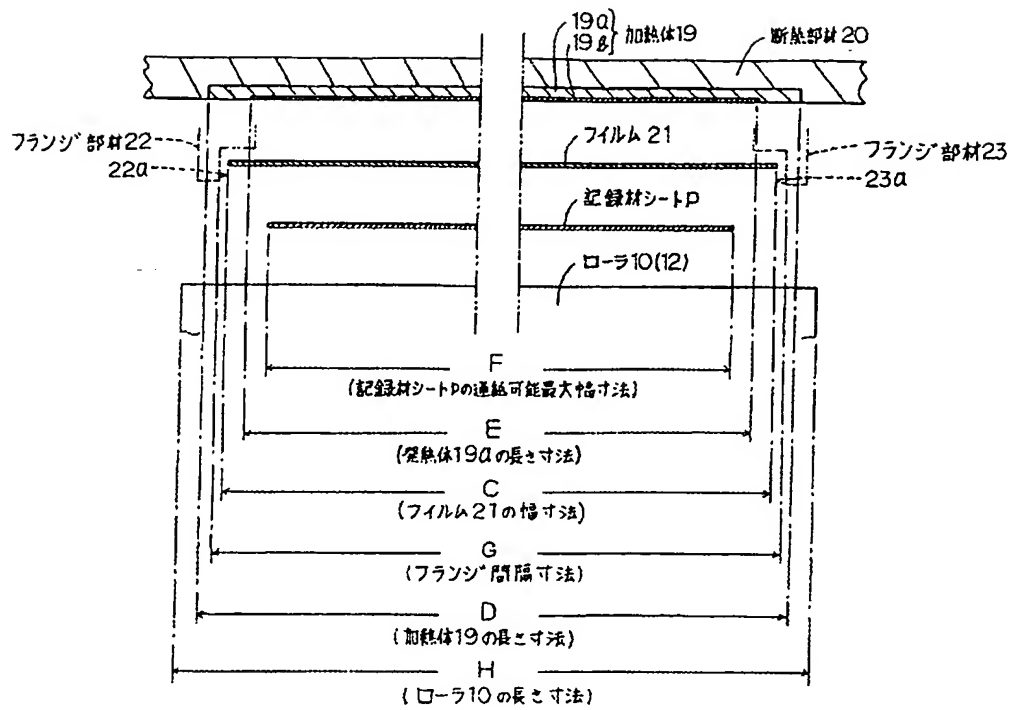 19a
19b
加熱体19
断熱部材20
フランジ部材22
22a
フイルム21
フランジ部材23
23a
記録材シートP
ローラ10(12)
F
(記録材シートPの通紙可能最大幅寸法)
E
(発熱体19aの長さ寸法)
C
(フイルム21の幅寸法)
G
(フランジ間隔寸法)
D
(加熱体19の長さ寸法)
H
(ローラ10の長さ寸法)